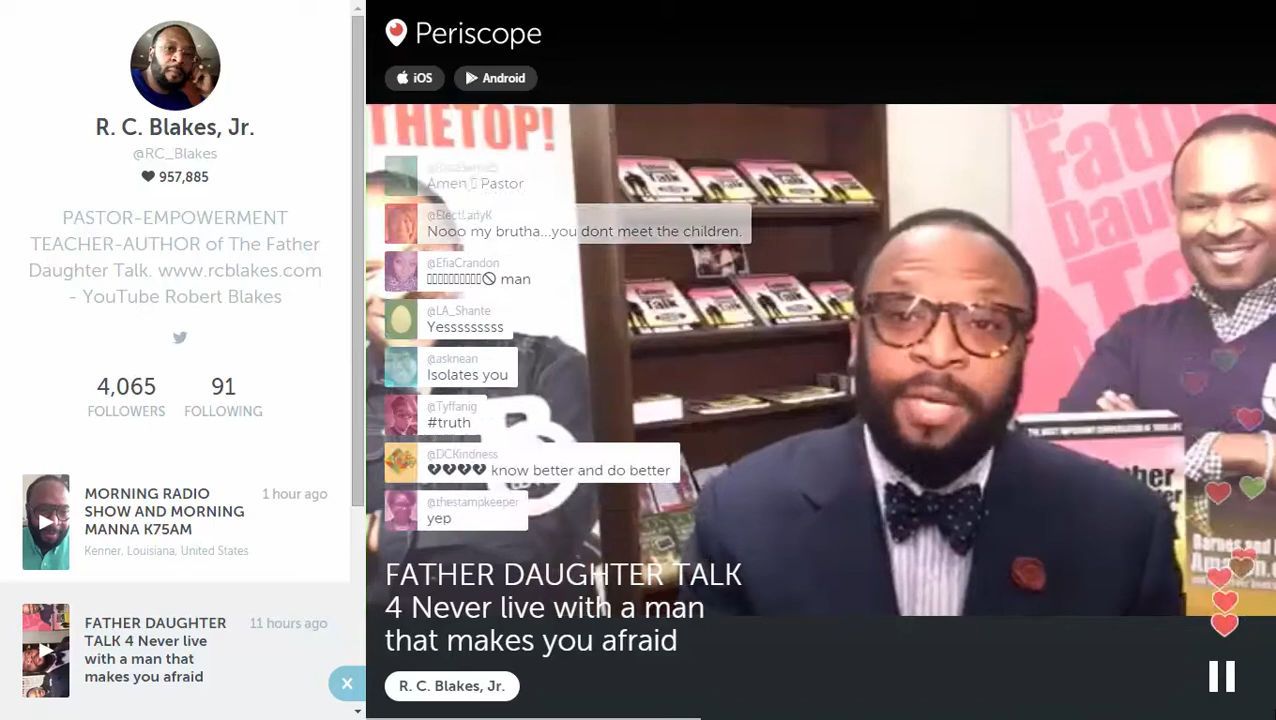 R. C. Blakes, Jr.
@RC_Blakes
957,885
PASTOR-EMPOWERMENT
TEACHER-AUTHOR of The Father
Daughter Talk. www.rcblakes.com
- YouTube Robert Blakes
4,065
91
FOLLOWERS
FOLLOWING
MORNING RADIO
SHOW AND MORNING
MANNA K75AM
1 hour ago
Kenner, Louisiana, United States
FATHER DAUGHTER
TALK 4 Never live
with a man that
makes you afraid
11 hours ago
Periscope
iOS
Android
THETOP!
Amen Pastor
@ElectLadyK
Nooo my brutha...you dont meet the children.
@EfiaCrandon
man
@LA_Shante
Yesssssssss
@asknean
Isolates you
@Tyffanig
#truth
@DCKindness
know better and do better
@thestampkeeper
yep
FATHER DAUGHTER TALK
4 Never live with a man
that makes you afraid
R. C. Blakes, Jr.
The